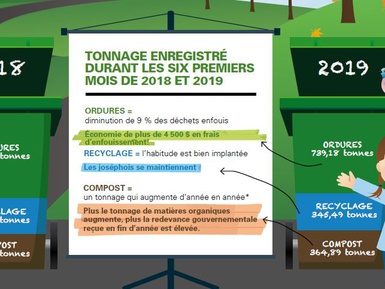 18
TONNAGE ENREGISTRÉ
DURANT LES SIX PREMIERS
MOIS DE 2018 ET 2019
ORDURES =
diminution de 9 % des déchets enfouis
Économie de plus de 4 500 $ en frais
d'enfouissement!
RECYCLAGE = l'habitude est bien implantée
Les joséphois se maintiennent
COMPOST =
un tonnage qui augmente d'année en année*
Plus le tonnage de matières organiques
augmente, plus la redevance gouvernementale
reçue en fin d'année est élevée.
RES
tonnes
LAGE
tonnes
POST
tonnes
2019
ORDURES
739,18 tonnes
RECYCLAGE
345,49 tonnes
COMPOST
364,89 tonnes